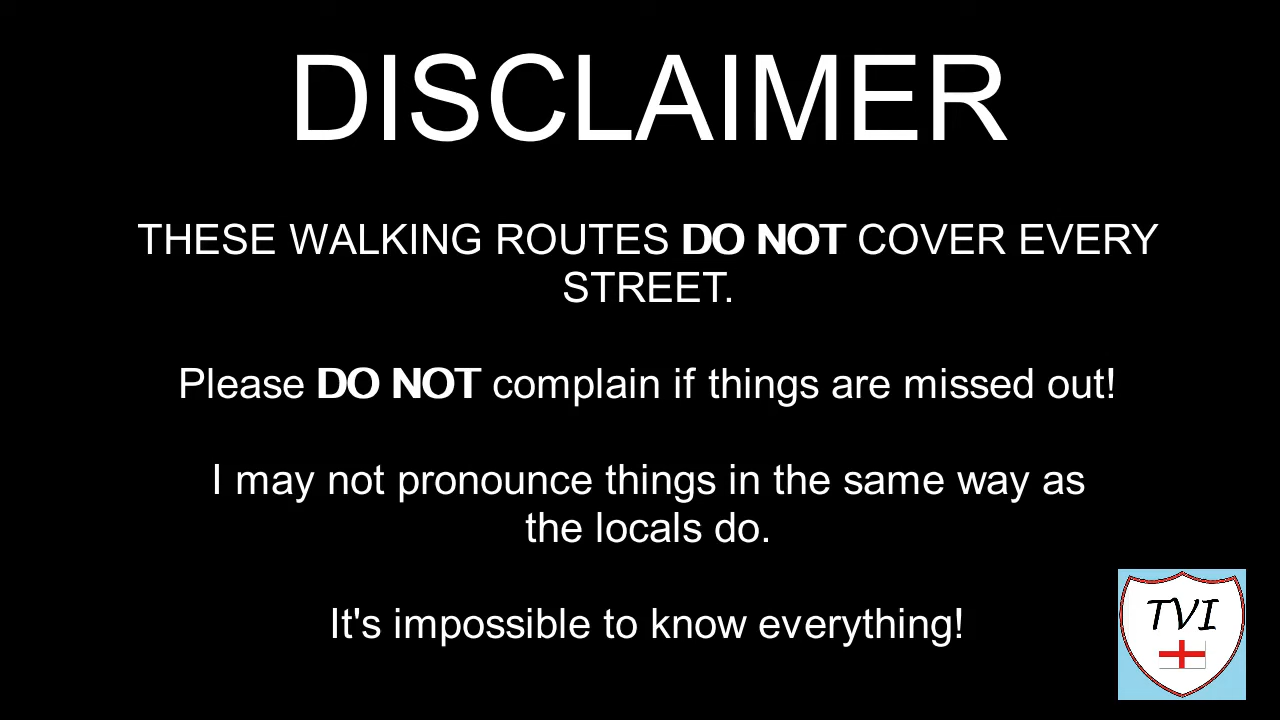 DISCLAIMER
THESE WALKING ROUTES DO NOT COVER EVERY
STREET.
Please DO NOT complain if things are missed out!
I may not pronounce things in the same way as
the locals do.
It's impossible to know everything!
TVI